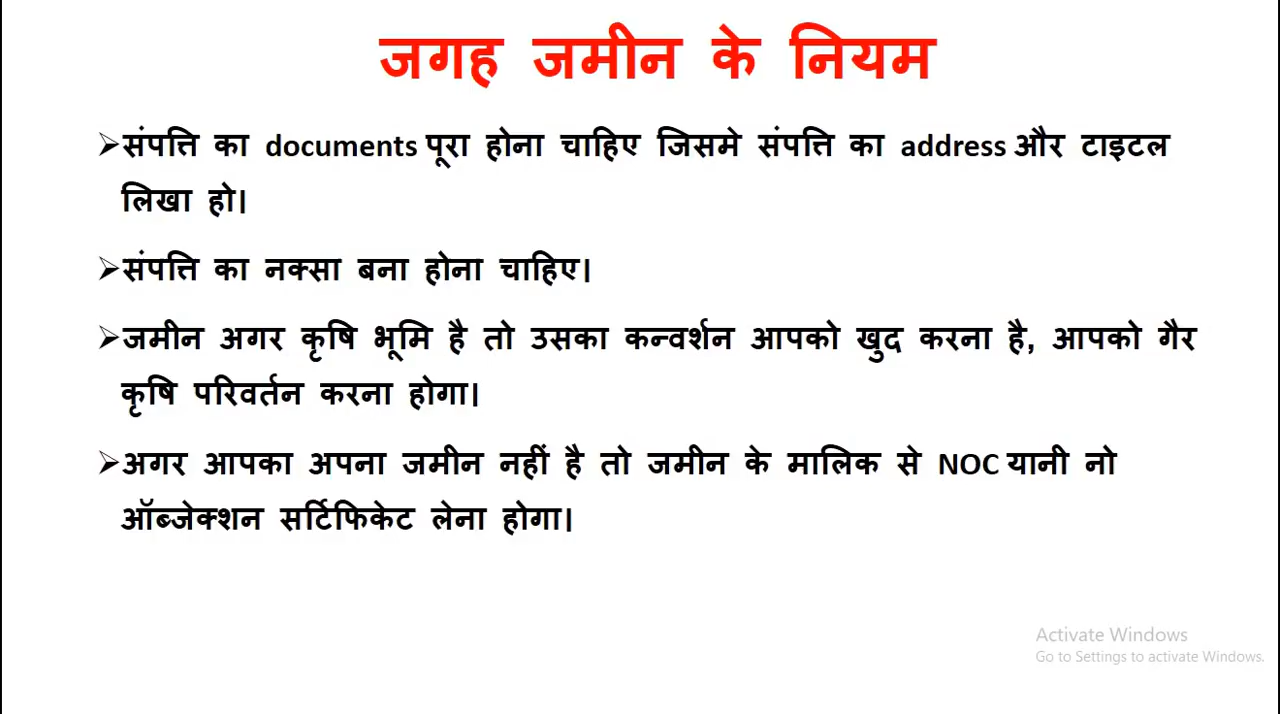 जगह जमीन के नियम
➢संपत्ति का documents पूरा होना चाहिए जिसमे संपत्ति का address और टाइटल
लिखा हो।
➢संपत्ति का नक्सा बना होना चाहिए।
➢जमीन अगर कृषि भूमि है तो उसका कन्वर्शन आपको खुद करना है, आपको गैर
कृषि परिवर्तन करना होगा।
➢अगर आपका अपना जमीन नहीं है तो जमीन के मालिक से NOC यानी नो
ऑब्जेक्शन सर्टिफिकेट लेना होगा।
Activate Windows
Go to Settings to activate Windows.